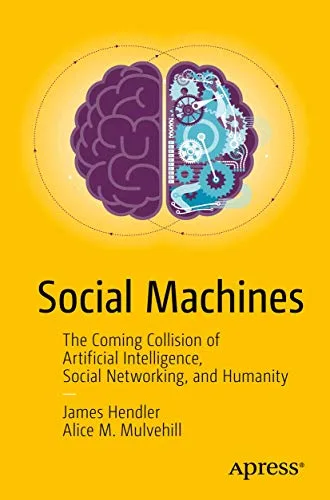 Social Machines
The Coming Collision of
Artificial Intelligence,
Social Networking, and Humanity
James Hendler
Alice M. Mulvehill
Apress®